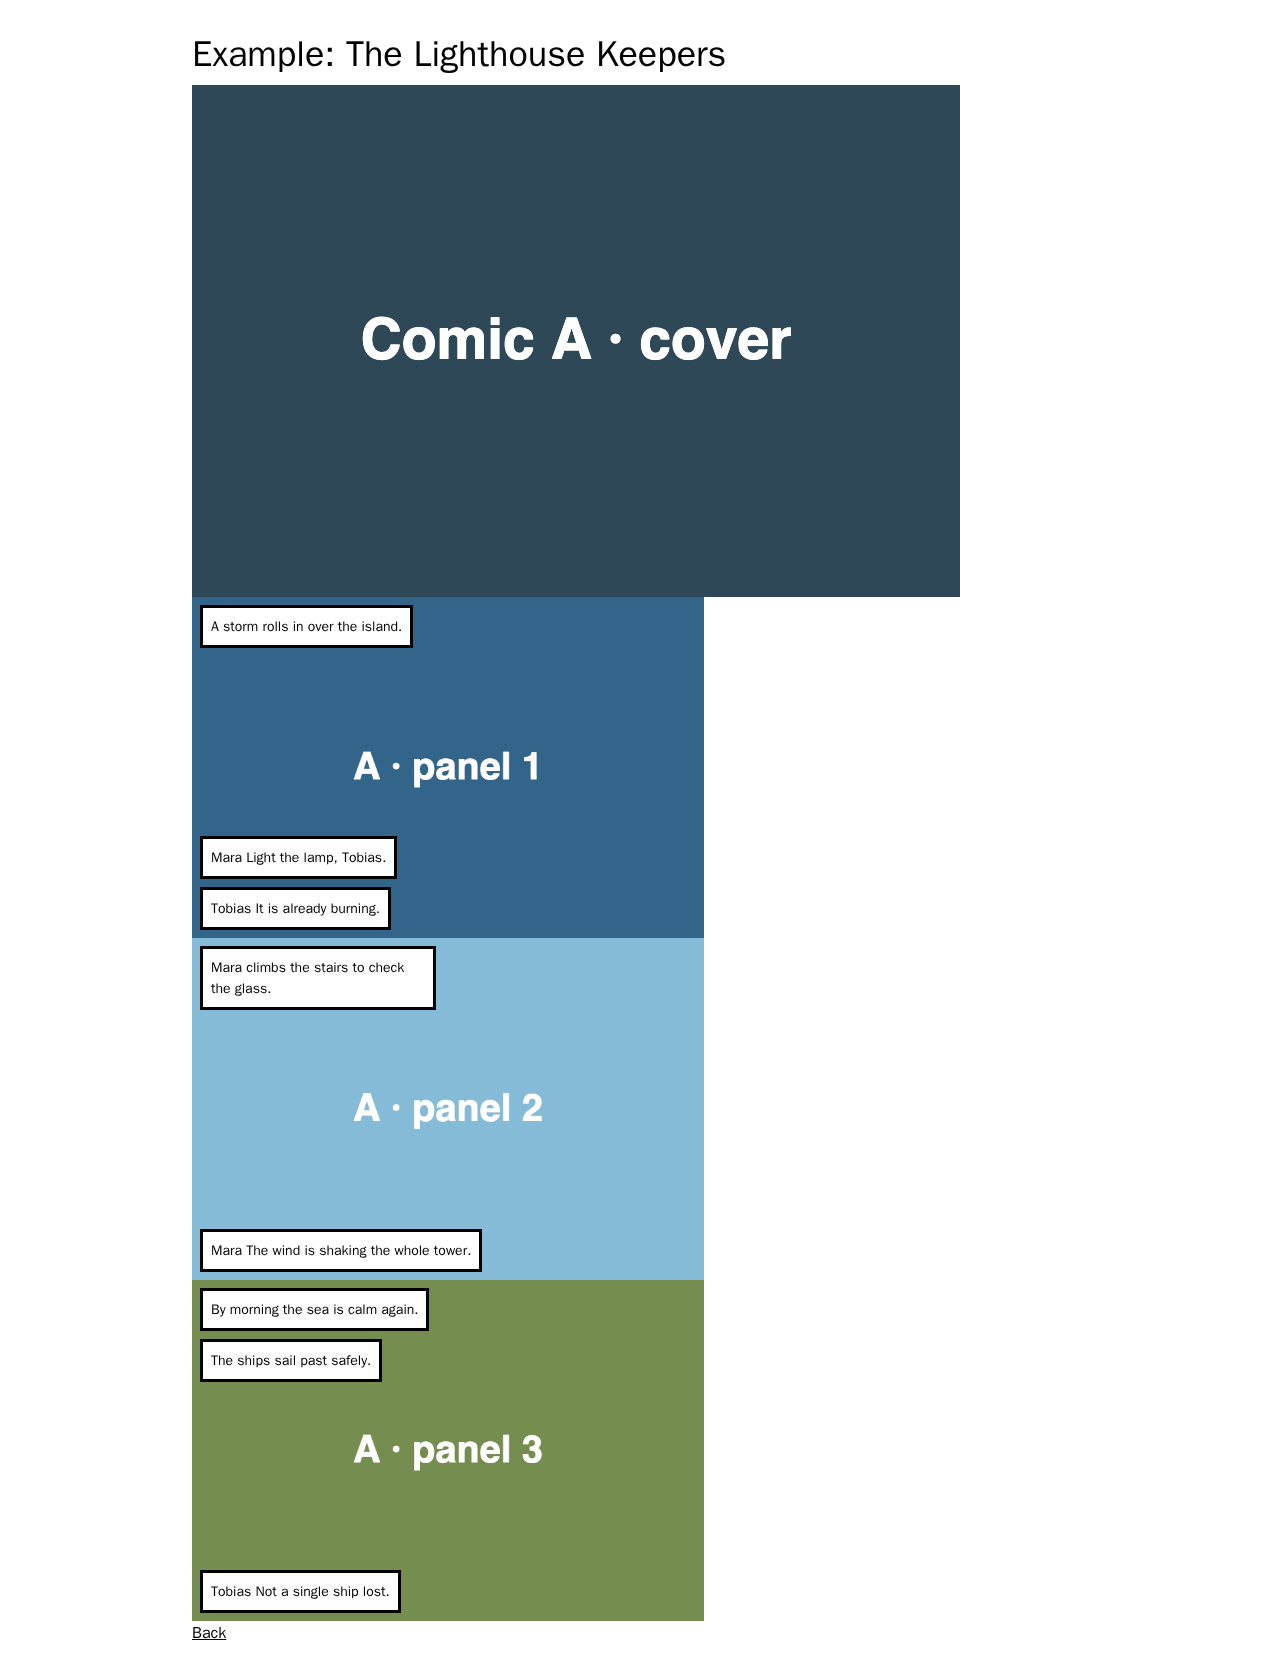 Example: The Lighthouse Keepers
Comic A · cover
A storm rolls in over the island.
A · panel 1
Mara Light the lamp, Tobias.
Tobias It is already burning.
Mara climbs the stairs to check
the glass.
A · panel 2
Mara The wind is shaking the whole tower.
By morning the sea is calm again.
The ships sail past safely.
A · panel 3
Tobias Not a single ship lost.
Back